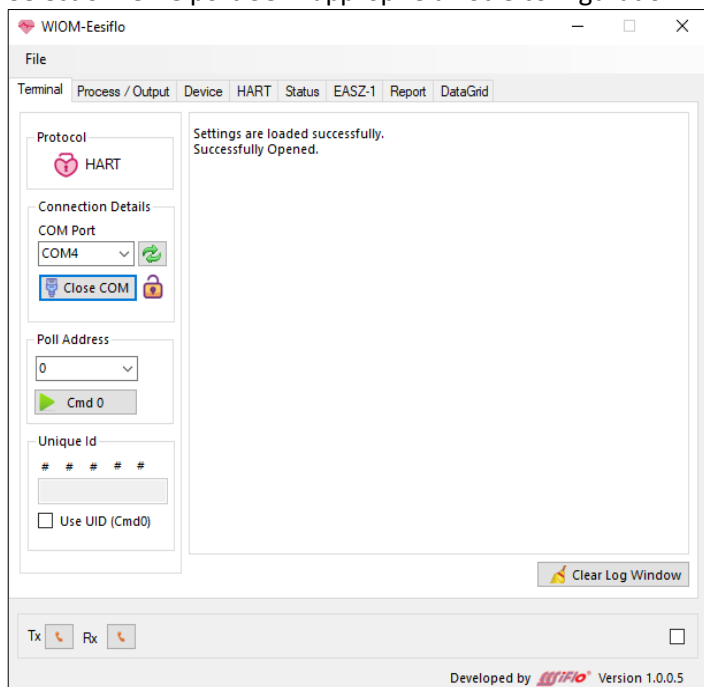 WIOM-Eesiflo
File
Terminal Process / Output Device HART Status EASZ-1 Report DataGrid
Protocol
HART
Connection Details
COM Port
COM4
Close COM
Poll Address
0
Cmd 0
Unique Id
# # # # #
Use UID (Cmd0)
Settings are loaded successfully.
Successfully Opened.
Clear Log Window
Tx Rx
Developed by Version 1.0.0.5